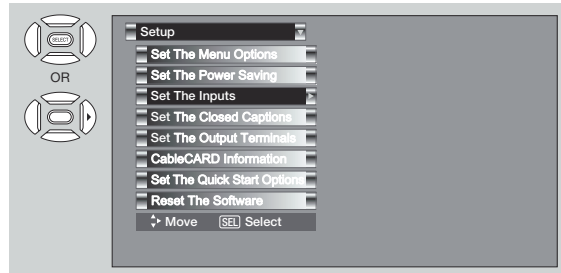 SELECT
OR
Setup
Set The Menu Options
Set The Power Saving
Set The Inputs
Set The Closed Captions
Set The Output Terminals
CableCARD Information
Set The Quick Start Options
Reset The Software
Move SEL Select